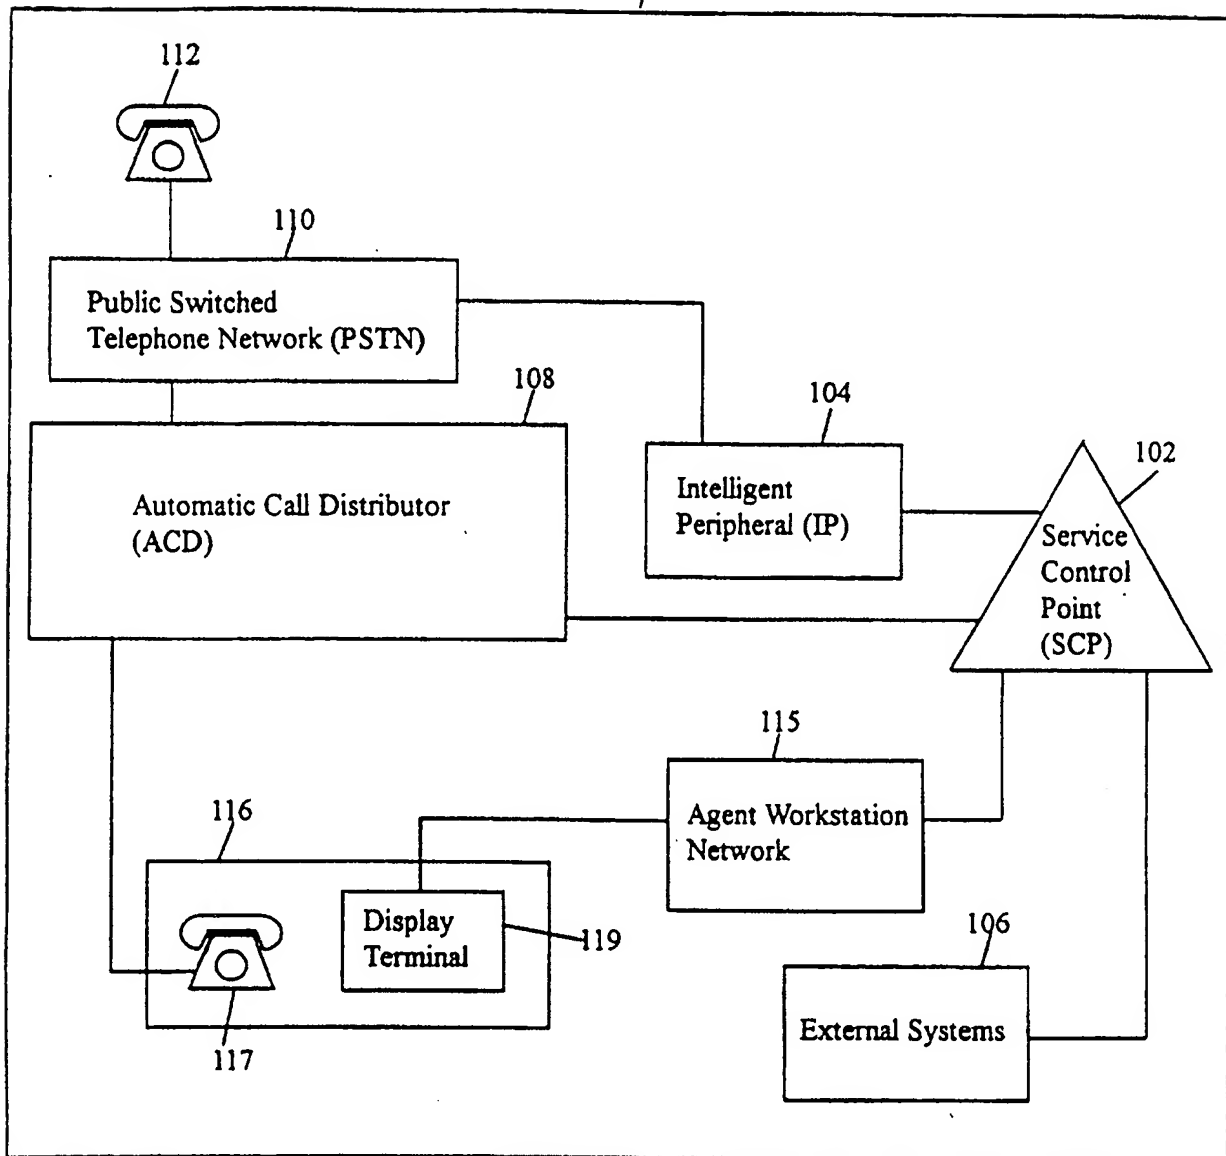 112
110
Public Switched
Telephone Network (PSTN)
108
Automatic Call Distributor
(ACD)
104
Intelligent
Peripheral (IP)
102
Service
Control
Point
(SCP)
115
Agent Workstation
Network
116
Display
Terminal
119
117
106
External Systems